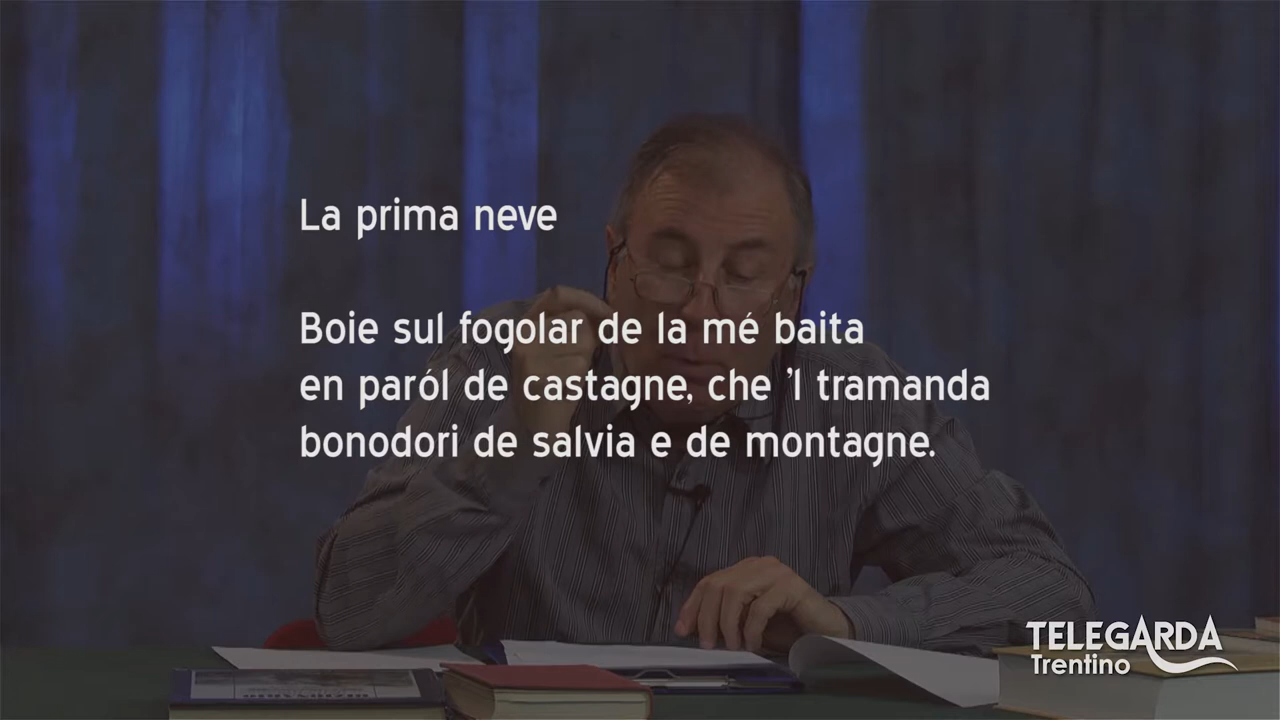 La prima neve
Boie sul fogolar de la mé baita
en paról de castagne, che 'l tramanda
bonodori de salvia e de montagne.
TELEGARDA
Trentino